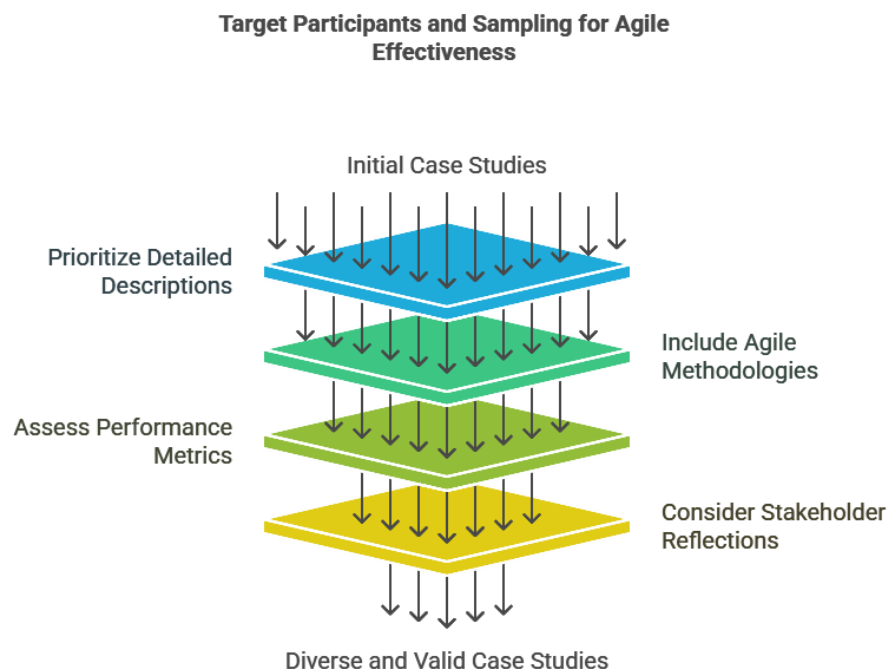 Target Participants and Sampling for Agile
Effectiveness
Initial Case Studies
Prioritize Detailed
Descriptions
Include Agile
Methodologies
Assess Performance
Metrics
Consider Stakeholder
Reflections
Diverse and Valid Case Studies